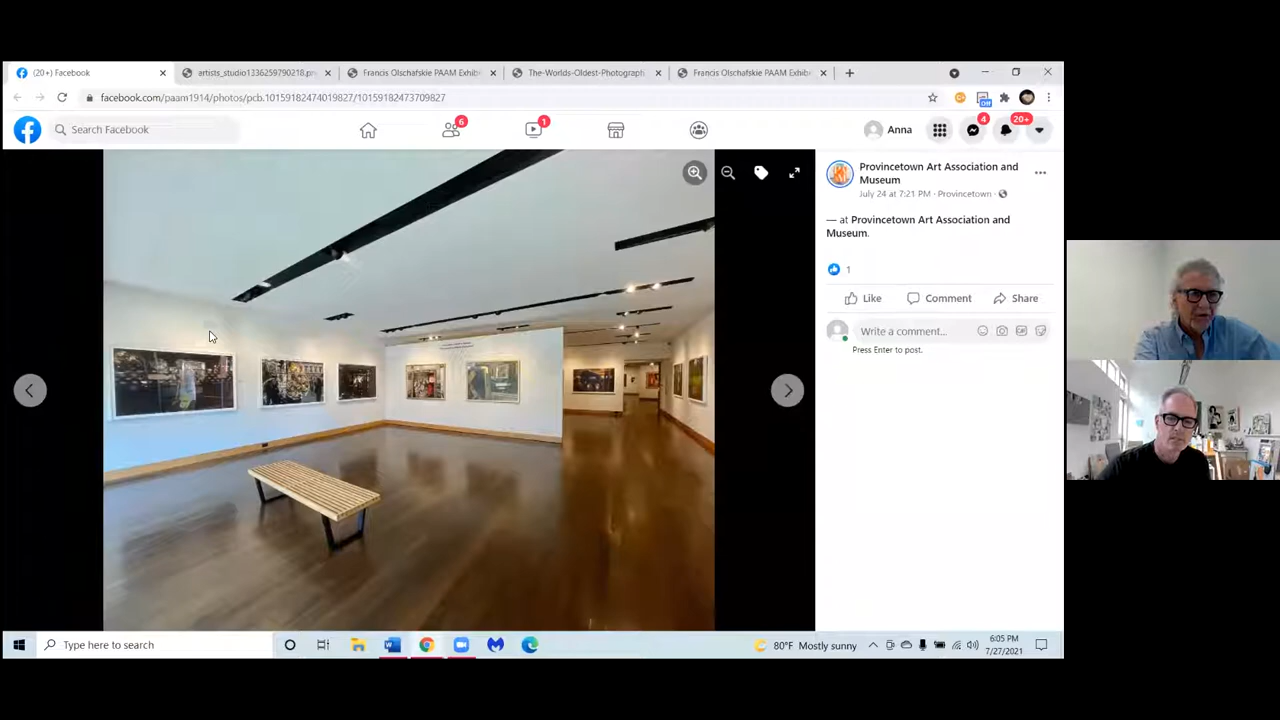 (20+) Facebook
artists_studio1336259790218.pn
Francis Olschafskie PAAM Exhib
The-Worlds-Oldest-Photograph
Francis Olschafskie PAAM Exhib
facebook.com/paam1914/photos/pcb.10159182474019827/10159182473709827
Off
Search Facebook
6
1
Anna
4
20+
Provincetown Art Association and
Museum
July 24 at 7:21 PM · Provincetown ·
— at Provincetown Art Association and
Museum.
1
Like
Comment
Share
Write a comment...
Press Enter to post.
Type here to search
80°F Mostly sunny
6:05 PM
7/27/2021